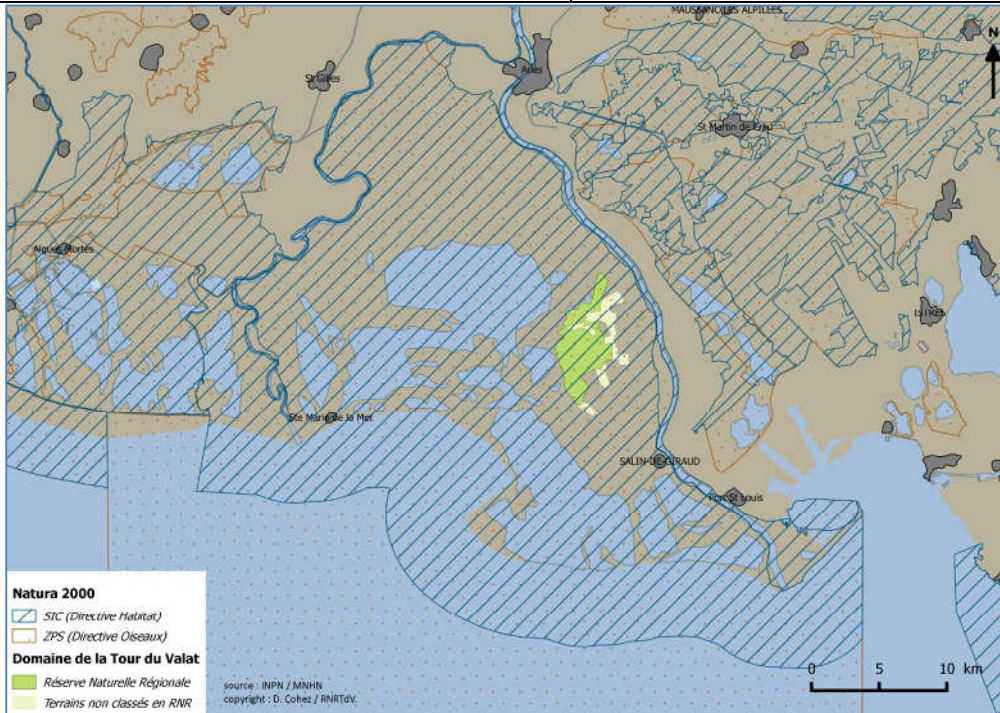 MAUSSANC LES ALPILLES
N
Arles
St Gilles
St Martin de Crau
Aigues Mortes
ISTRES
Ste Marie de la Mer
SALIN-DE-GIRAUD
Port St Louis
Natura 2000
SIC (Directive Habitat)
ZPS (Directive Oiseaux)
Domaine de la Tour du Valat
Réserve Naturelle Régionale
Terrains non classés en RNR
source : INPN / MNHN
copyright : D. Cohez / RNRTdV.
0 5 10 km